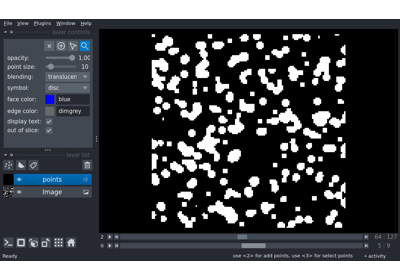 File View Plugins Window Help
layer controls
opacity: 1.00
point size: 10
blending: translucen
symbol: disc
face color: blue
edge color: dimgrey
display text:
out of slice:
layer list
points
Image
2 64 127
0 5 9
Ready use <2> for add points, use <3> for select points activity